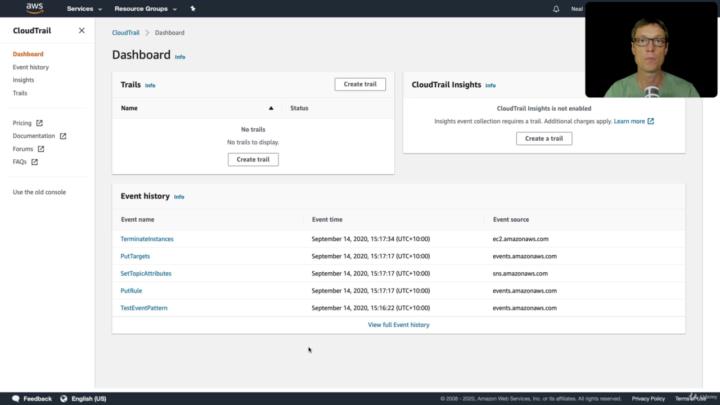 aws Services Resource Groups Neal
CloudTrail
Dashboard
Event history
Insights
Trails
Pricing
Documentation
Forums
FAQs
Use the old console
CloudTrail > Dashboard
Dashboard Info
Trails Info Create trail
Name Status
No trails
No trails to display.
Create trail
CloudTrail Insights Info
CloudTrail Insights is not enabled
Insights event collection requires a trail. Additional charges apply. Learn more
Create a trail
Event history Info
Event name Event time Event source
TerminateInstances September 14, 2020, 15:17:34 (UTC+10:00) ec2.amazonaws.com
PutTargets September 14, 2020, 15:17:17 (UTC+10:00) events.amazonaws.com
SetTopicAttributes September 14, 2020, 15:17:17 (UTC+10:00) sns.amazonaws.com
PutRule September 14, 2020, 15:17:17 (UTC+10:00) events.amazonaws.com
TestEventPattern September 14, 2020, 15:16:22 (UTC+10:00) events.amazonaws.com
View full Event history
Feedback English (US) © 2008 - 2020, Amazon Web Services, Inc. or its affiliates. All rights reserved. Privacy Policy Terms of Use
Udemy